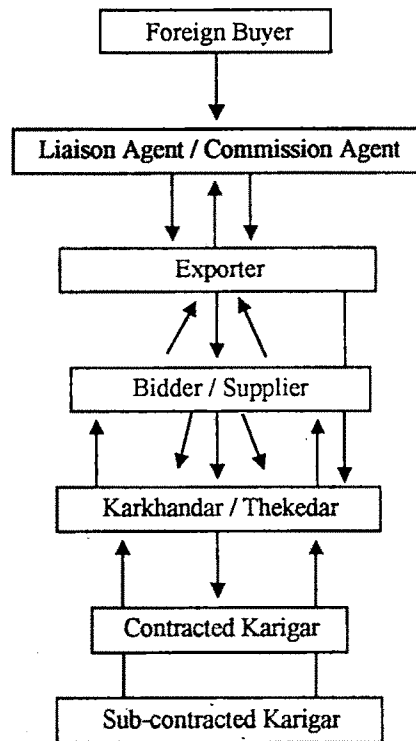 Foreign Buyer
Liaison Agent / Commission Agent
Exporter
Bidder / Supplier
Karkhandar / Thekedar
Contracted Karigar
Sub-contracted Karigar